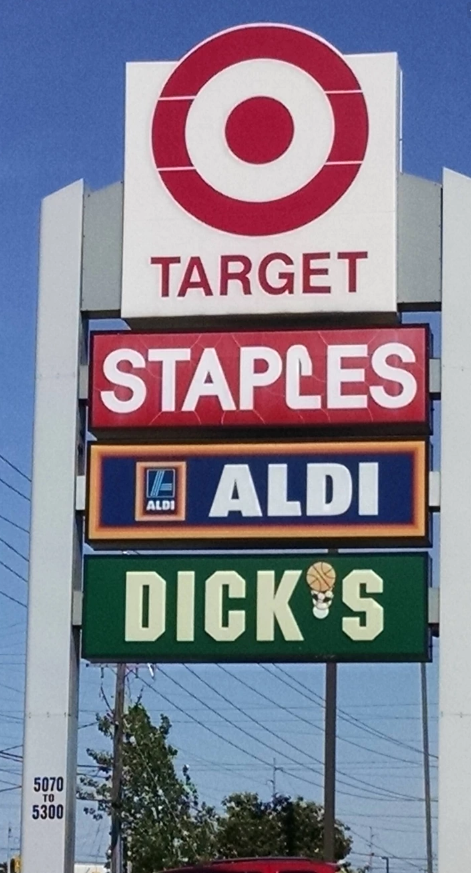 TARGET
STAPLES
ALDI ALDI
DICK'S
5070
TO
5300